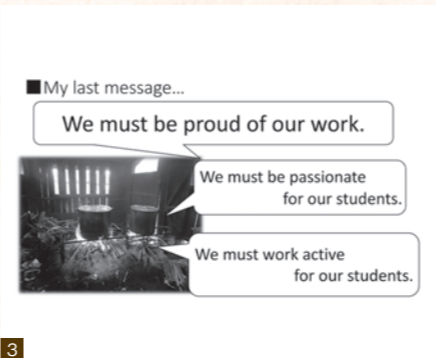 ■My last message...
We must be proud of our work.
We must be passionate
for our students.
We must work active
for our students.
3